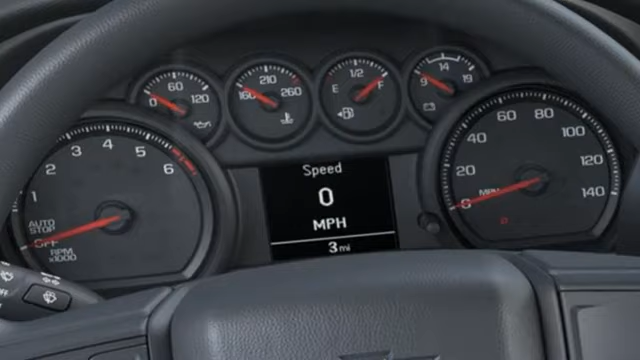 0 60 120
160 210 260
E 1/2 F
9 14 19
1 2 3 4 5 6
AUTO
STOP
OFF
RPM
x1000
Speed
0
MPH
3 mi
0 20 40 60 80 100 120 140
MPH
P